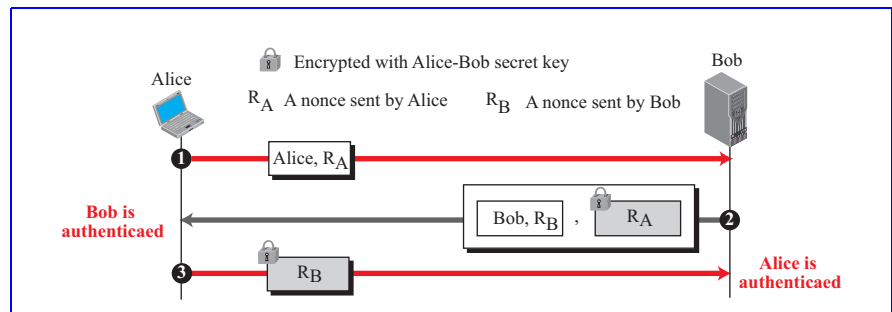 Bob
Encrypted with Alice-Bob secret key
Alice
RA A nonce sent by Alice RB A nonce sent by Bob
1 Alice, RA
Bob, RB , RA 2
Bob is
authenticaed
3 RB
Alice is
authenticaed